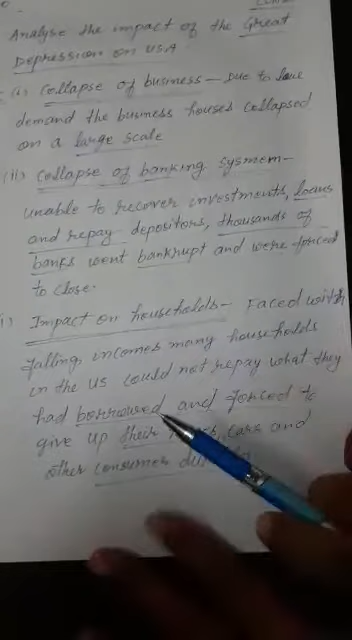 Analyse the impact of the Great
Depression on USA
(i) Collapse of business - Due to low
demand the business houses collapsed
on a large scale
(ii) Collapse of banking sysmem -
unable to recover investments, loans
and repay depositors, thousands of
banks went bankrupt and were forced
to close.
i) Impact on households - Faced with
falling incomes many households
in the US could not repay what they
had borrowed and forced to
give up their cars and
other consumer